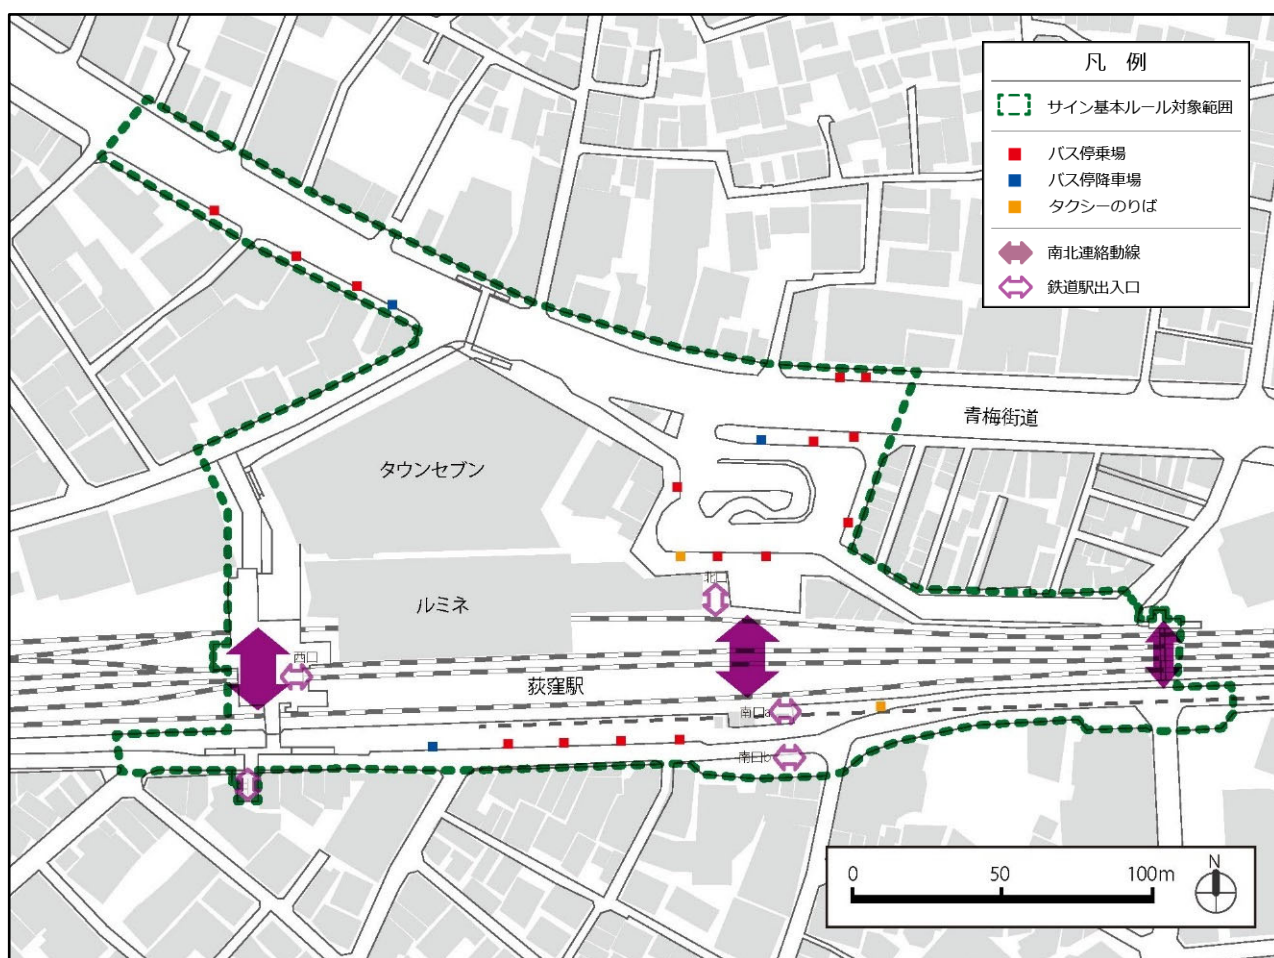 凡 例
サイン基本ルール対象範囲
バス停乗場
バス停降車場
タクシーのりば
南北連絡動線
鉄道駅出入口
青梅街道
タウンセブン
ルミネ
北口
西口
荻窪駅
南口a
南口b
0 50 100m
N